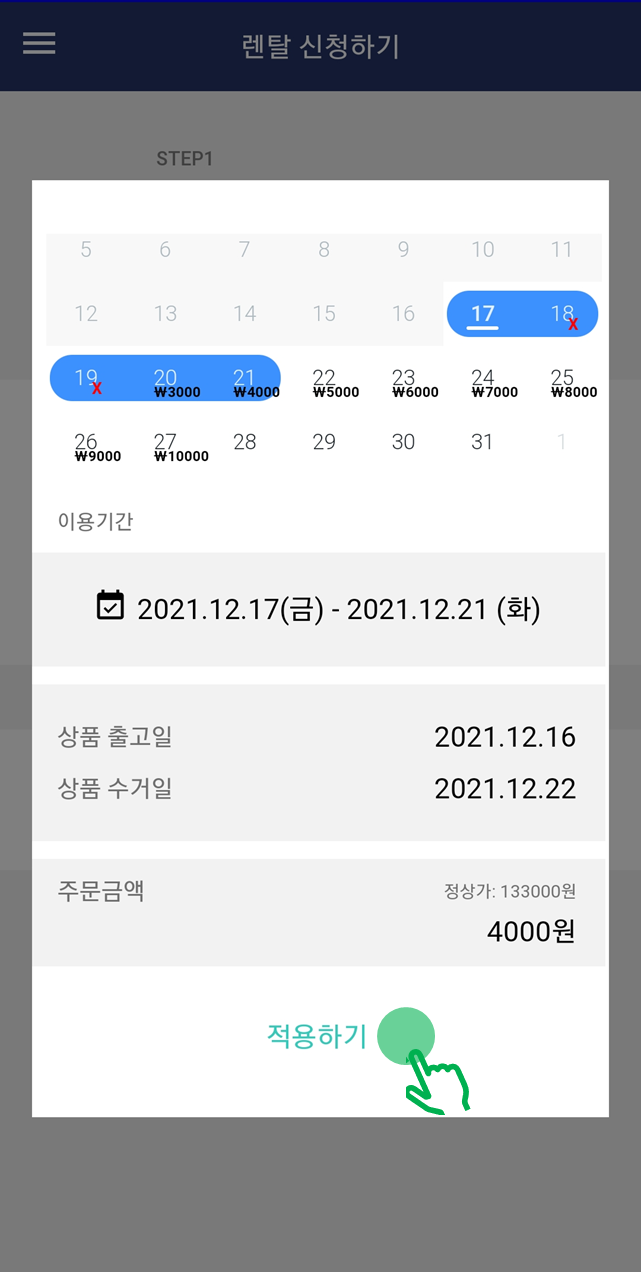 렌탈 신청하기
STEP1
5 6 7 8 9 10 11
12 13 14 15 16 17 18
X
19 20 21 22 23 24 25
X ₩3000 ₩4000 ₩5000 ₩6000 ₩7000 ₩8000
26 27 28 29 30 31 1
₩9000 ₩10000
이용기간
2021.12.17(금) - 2021.12.21 (화)
상품 출고일 2021.12.16
상품 수거일 2021.12.22
주문금액 정상가: 133000원
4000원
적용하기